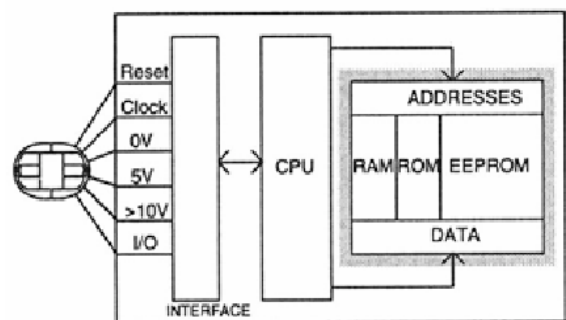 Reset
Clock
0V
5V
>10V
I/O
INTERFACE
CPU
ADDRESSES
RAM ROM EEPROM
DATA